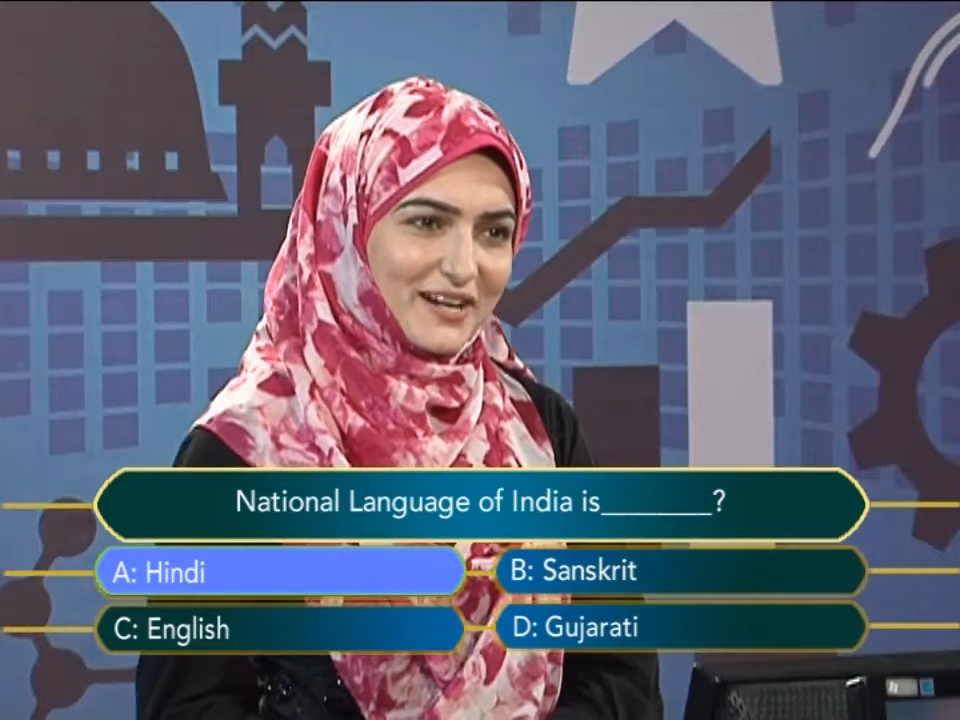 National Language of India is________?
A: Hindi
B: Sanskrit
C: English
D: Gujarati